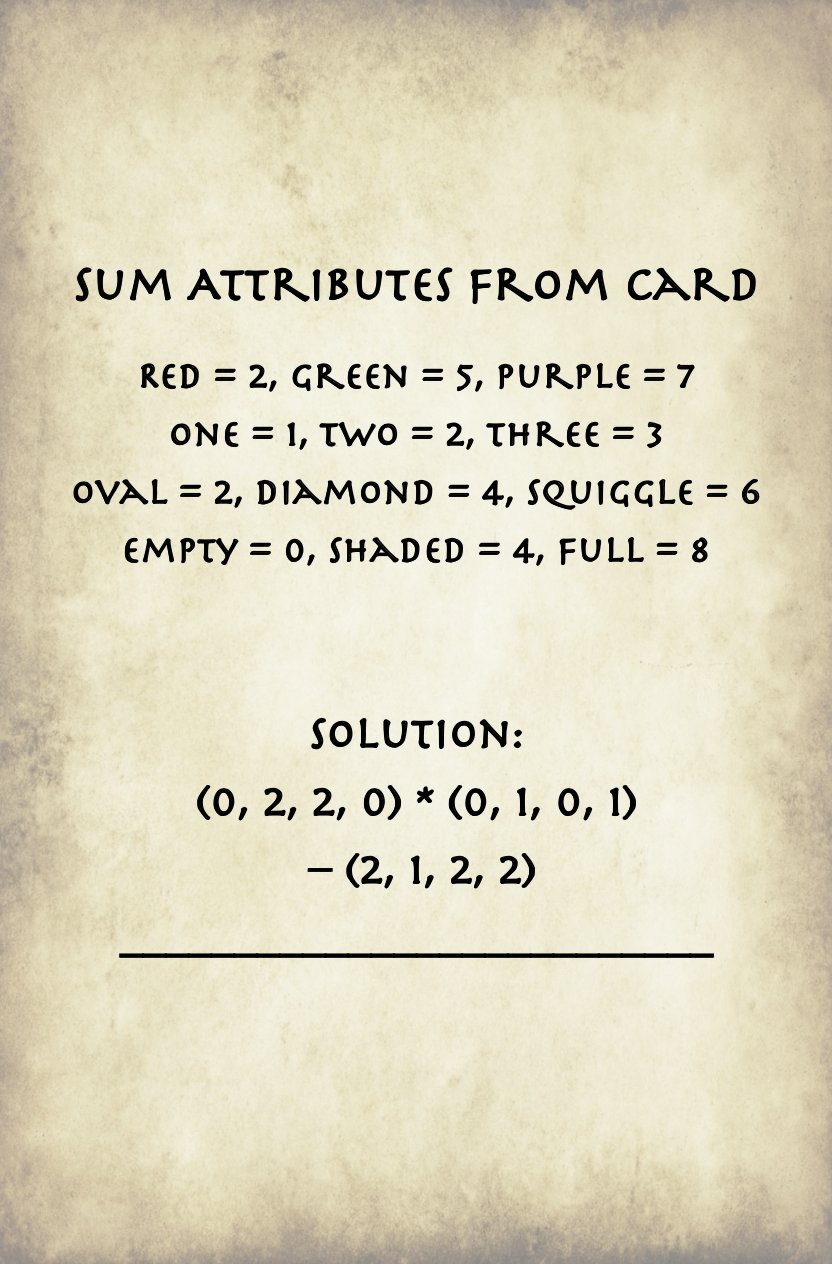 SUM ATTRIBUTES FROM CARD
RED = 2, GREEN = 5, PURPLE = 7
ONE = 1, TWO = 2, THREE = 3
OVAL = 2, DIAMOND = 4, SQUIGGLE = 6
EMPTY = 0, SHADED = 4, FULL = 8
SOLUTION:
(0, 2, 2, 0) * (0, 1, 0, 1)
– (2, 1, 2, 2)